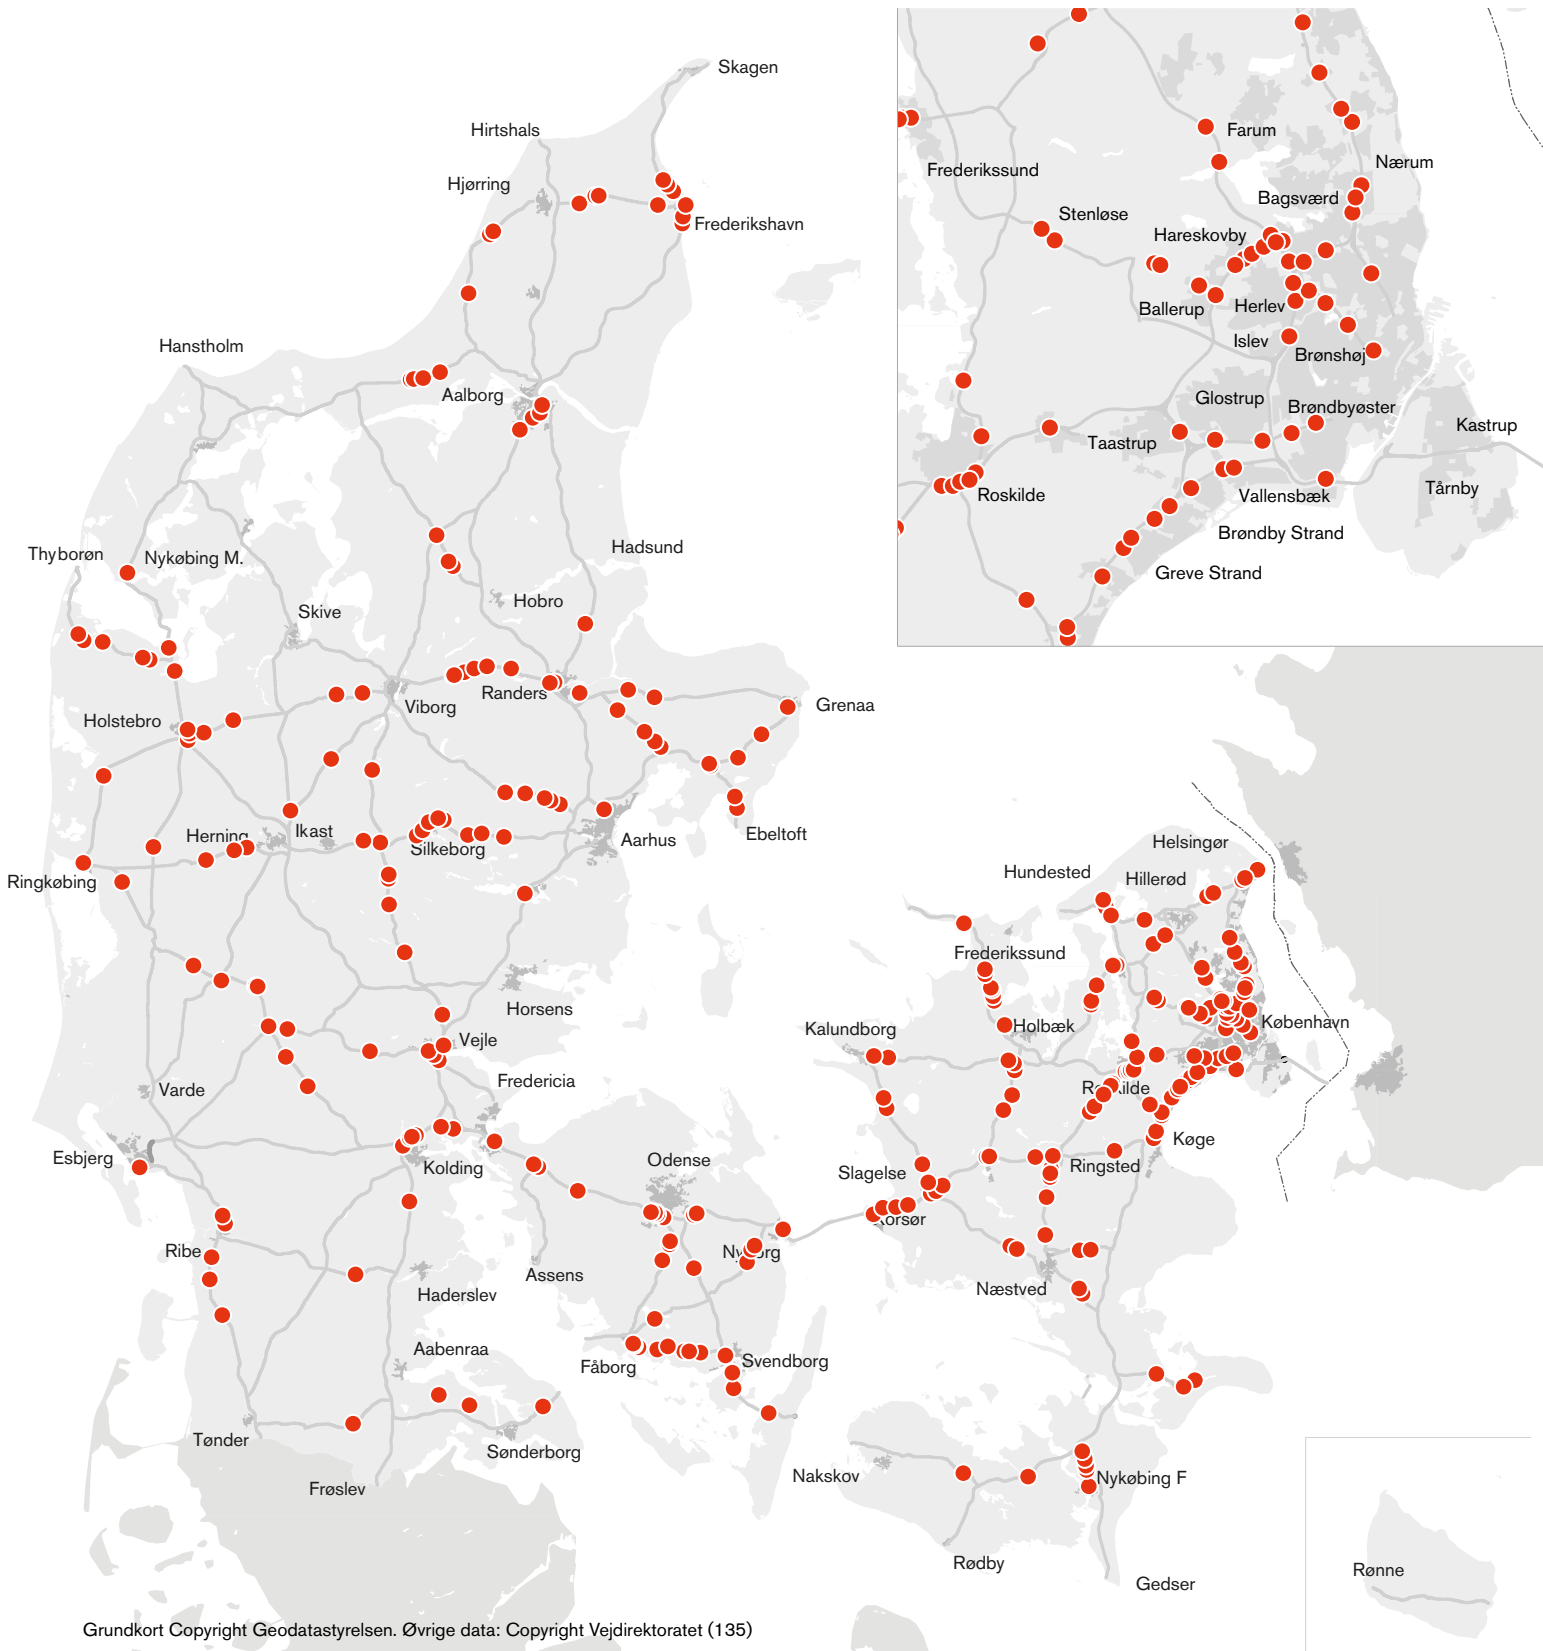 Skagen
Hirtshals
Hjørring
Frederikshavn
Hanstholm
Aalborg
Thyborøn
Nykøbing M.
Hadsund
Skive
Hobro
Holstebro
Viborg
Randers
Grenaa
Herning
Ikast
Silkeborg
Aarhus
Ebeltoft
Ringkøbing
Horsens
Vejle
Varde
Fredericia
Esbjerg
Kolding
Odense
Ribe
Haderslev
Assens
Nyborg
Aabenraa
Fåborg
Svendborg
Tønder
Sønderborg
Frøslev
Farum
Nærum
Frederikssund
Bagsværd
Stenløse
Hareskovby
Ballerup
Herlev
Islev
Brønshøj
Glostrup
Brøndbyøster
Kastrup
Taastrup
Roskilde
Vallensbæk
Tårnby
Brøndby Strand
Greve Strand
Helsingør
Hundested
Hillerød
Frederikssund
Kalundborg
Holbæk
København
Roskilde
Køge
Slagelse
Ringsted
Korsør
Næstved
Nakskov
Nykøbing F
Rødby
Gedser
Rønne
Grundkort Copyright Geodatastyrelsen. Øvrige data: Copyright Vejdirektoratet (135)